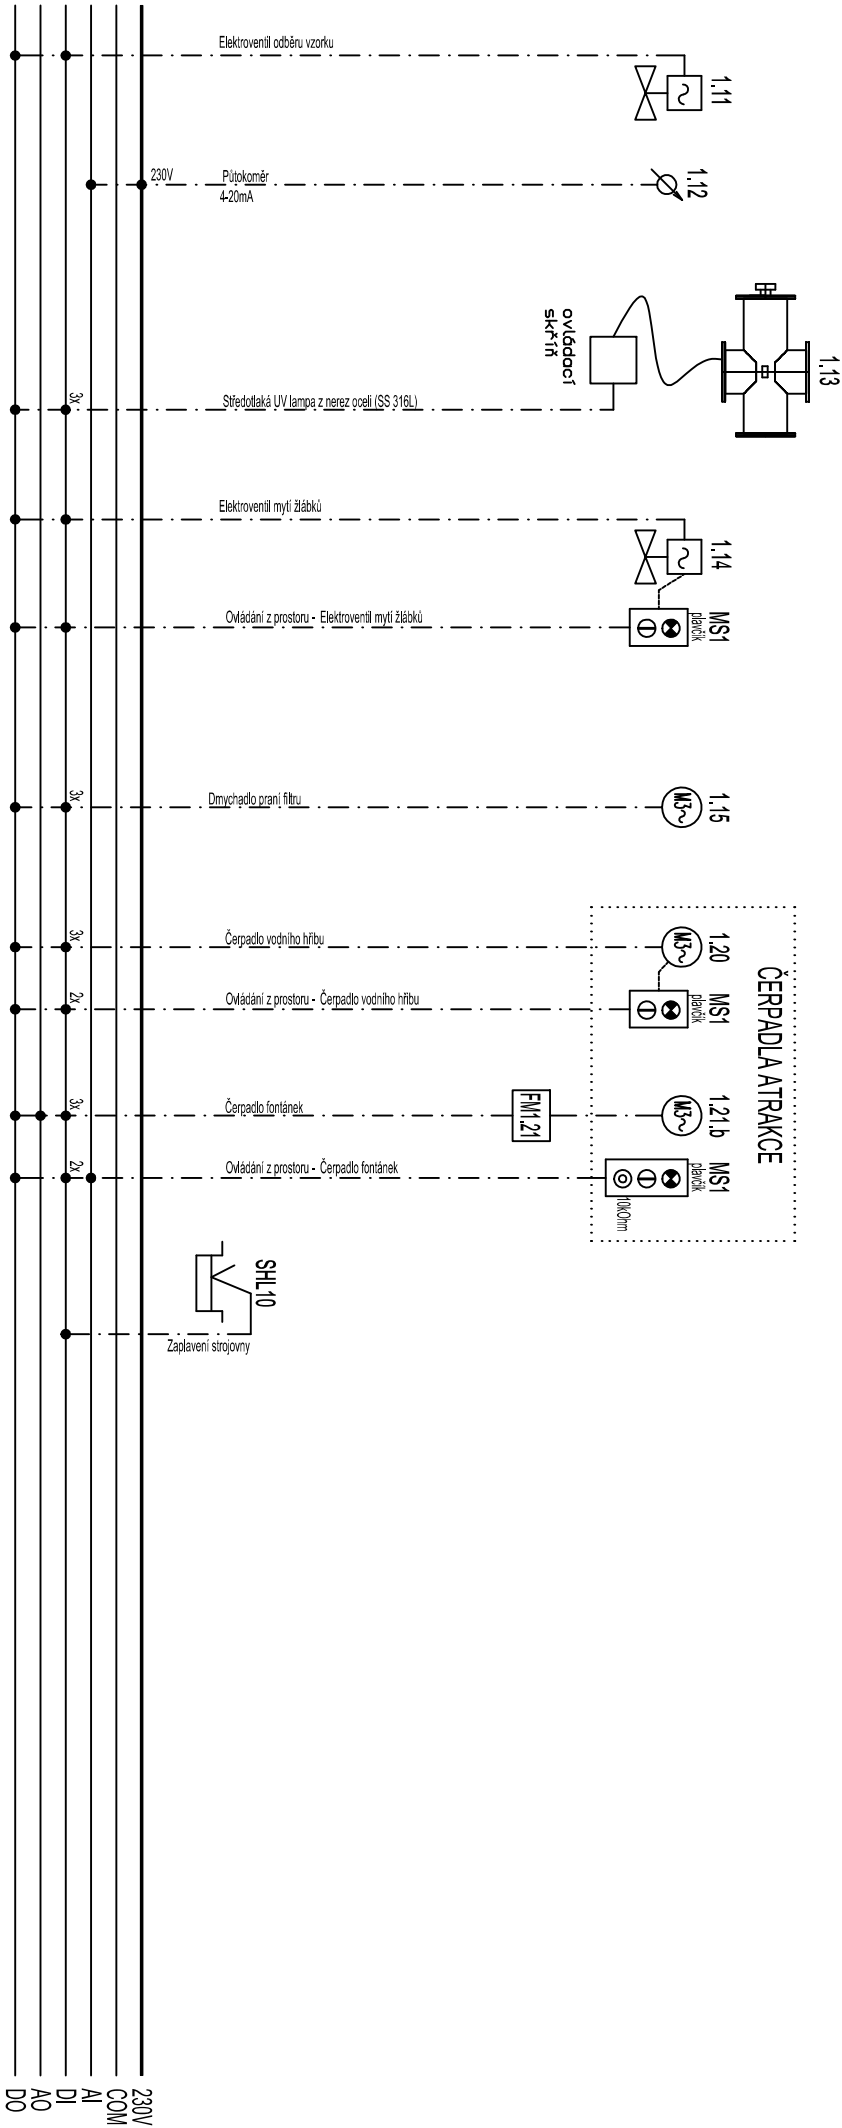 Elektroventil odběru vzorku
1.11
230V
Půtokoměr
4-20mA
1.12
1.13
ovládací
skříň
3x
Středotlaká UV lampa z nerez oceli (SS 316L)
Elektroventil mytí žlábků
1.14
Ovládání z prostoru - Elektroventil mytí žlábků
MS1
plavčík
3x
Dmychadlo praní filtru
M3~
1.15
ČERPADLA ATRAKCE
3x
Čerpadlo vodního hřibu
M3~
1.20
2x
Ovládání z prostoru - Čerpadlo vodního hřibu
MS1
plavčík
3x
Čerpadlo fontánek
FM1.21
M3~
1.21.b
2x
Ovládání z prostoru - Čerpadlo fontánek
MS1
plavčík
10kOhm
SHL10
Zaplavení strojovny
230V
COM
AI
DI
AO
DO